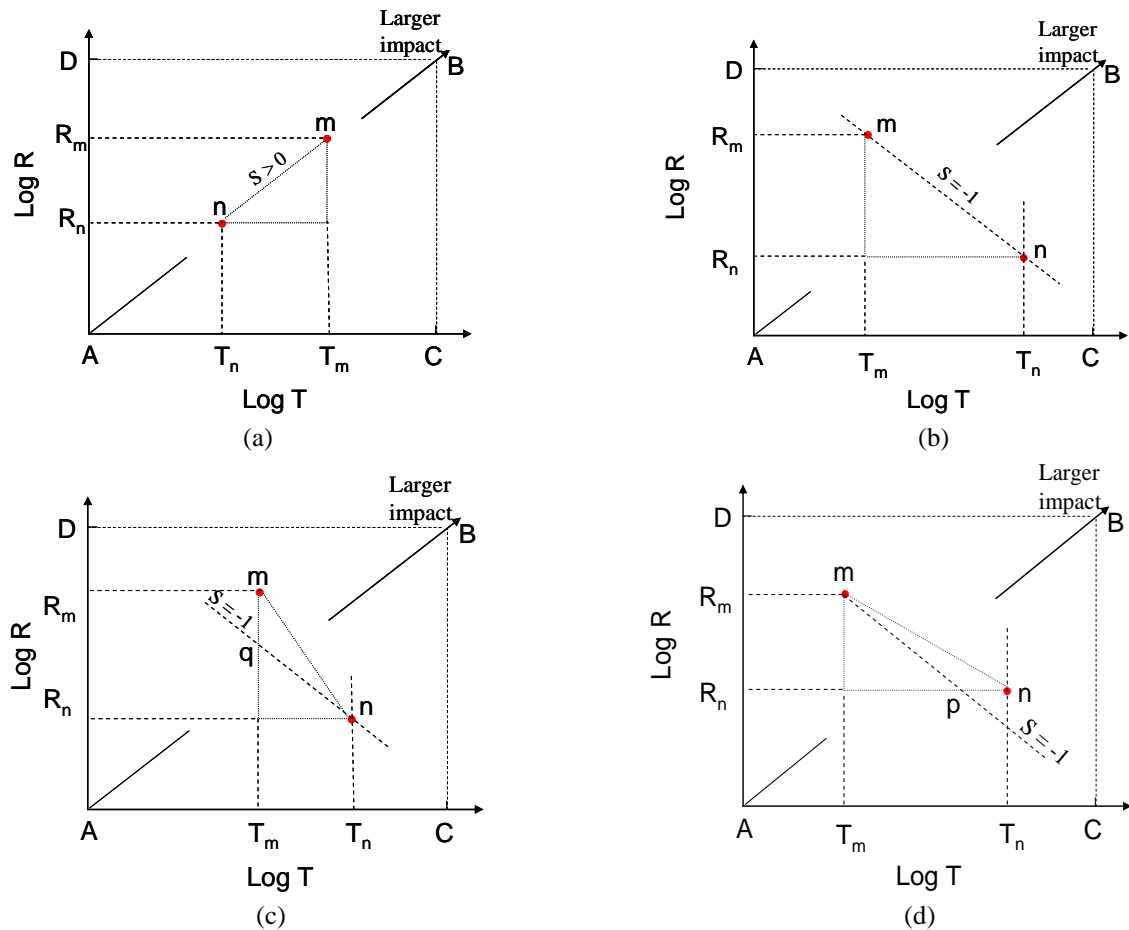 Larger
impact
D
B
R_m
m
S > 0
Log R
R_n
n
A
T_n
T_m
C
Log T
(a)
Larger
impact
D
B
R_m
m
S = -1
Log R
R_n
n
A
T_m
T_n
C
Log T
(b)
Larger
impact
D
B
m
R_m
S = -1
q
Log R
R_n
n
A
T_m
T_n
C
Log T
(c)
Larger
impact
D
B
m
R_m
Log R
R_n
p
n
S = -1
A
T_m
T_n
C
Log T
(d)